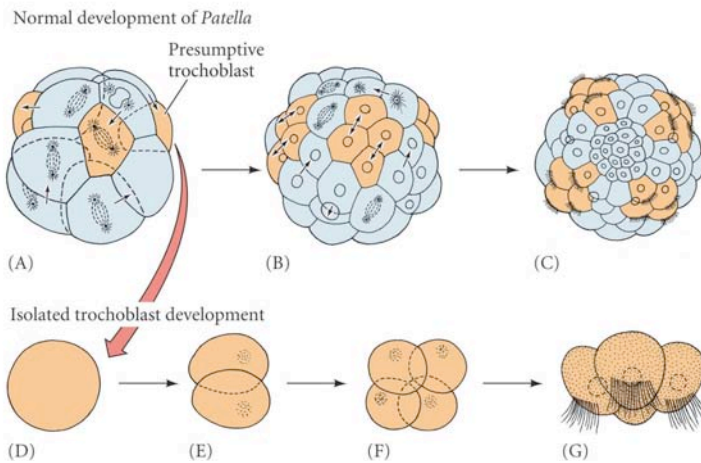 Normal development of Patella
Presumptive
trochoblast
(A)
(B)
(C)
Isolated trochoblast development
(D)
(E)
(F)
(G)